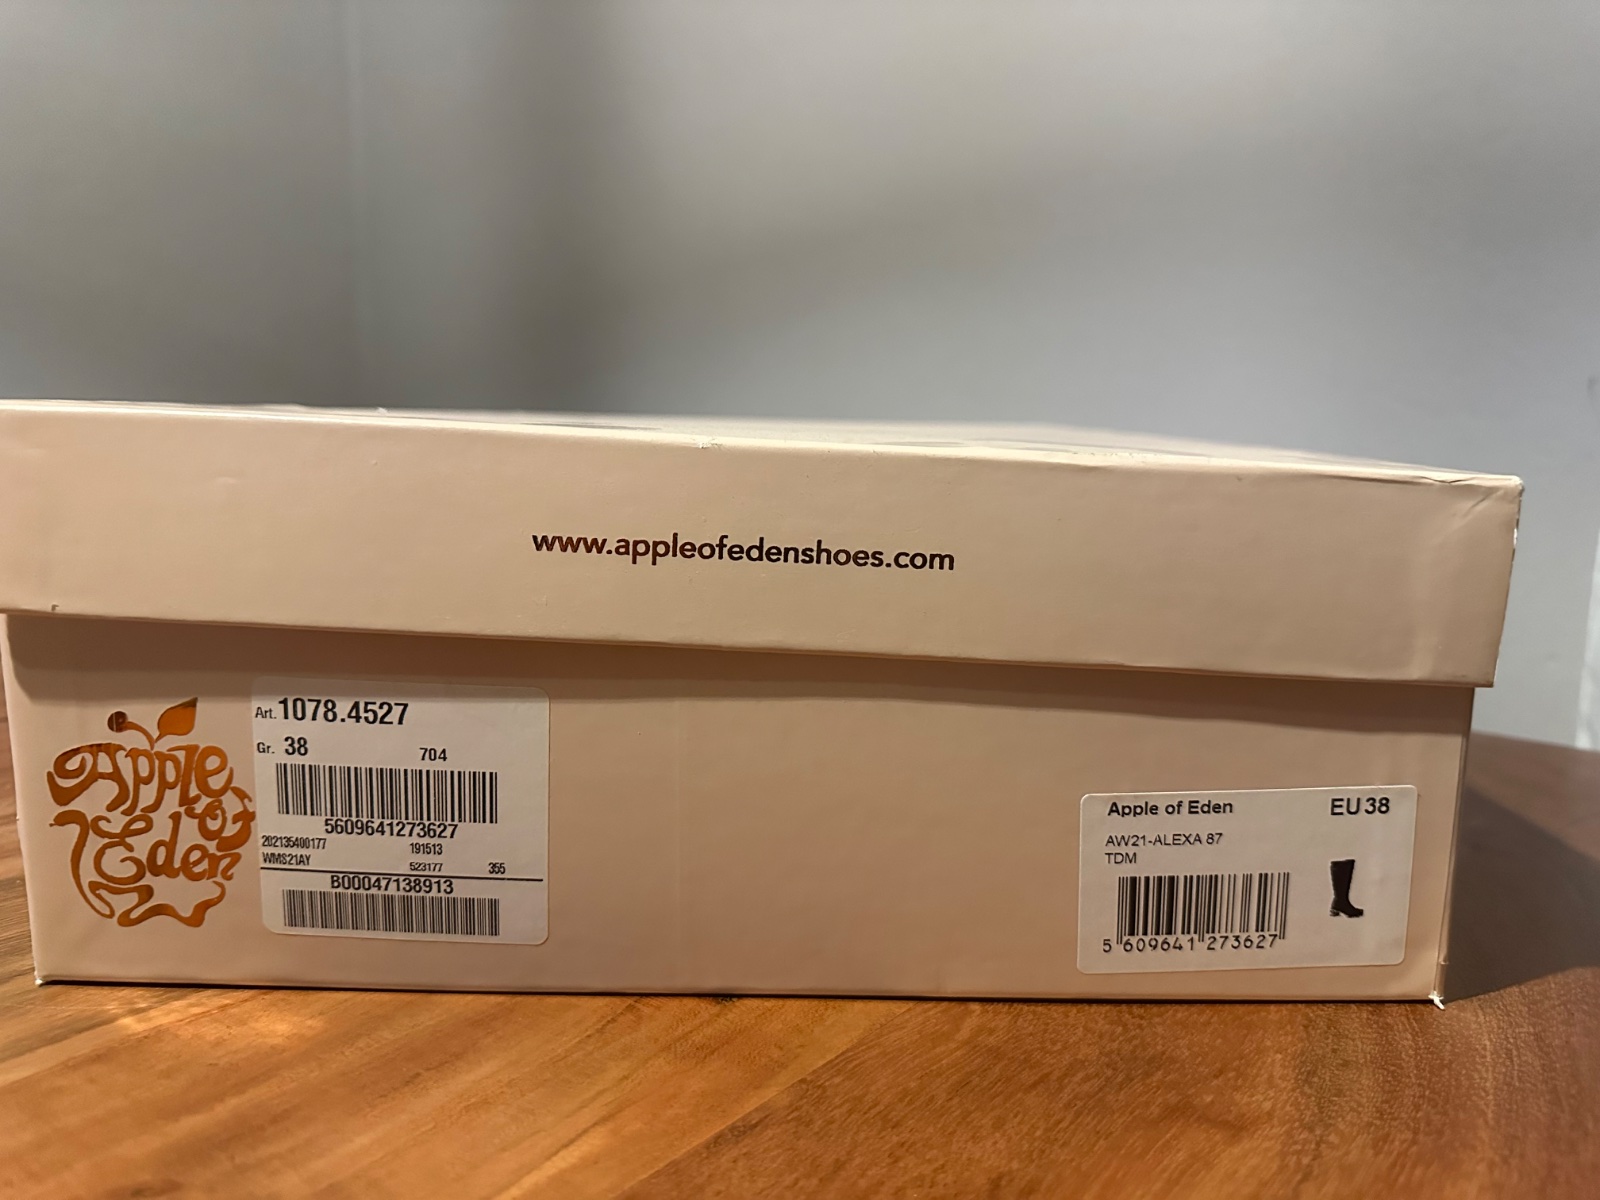 www.appleofedenshoes.com
Apple
of
Eden
Art. 1078.4527
Gr. 38 704
5609641273627
202135400177 191513
WMS21AY 523177 355
B00047138913
Apple of Eden EU 38
AW21-ALEXA 87
TDM
5 609641 273627